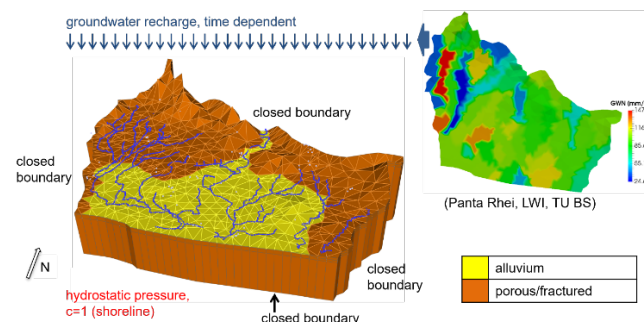 groundwater recharge, time dependent
closed boundary
closed
boundary
N
hydrostatic pressure,
c=1 (shoreline)
closed
boundary
closed boundary
GWN (mm/
(Panta Rhei, LWI, TU BS)
alluvium
porous/fractured